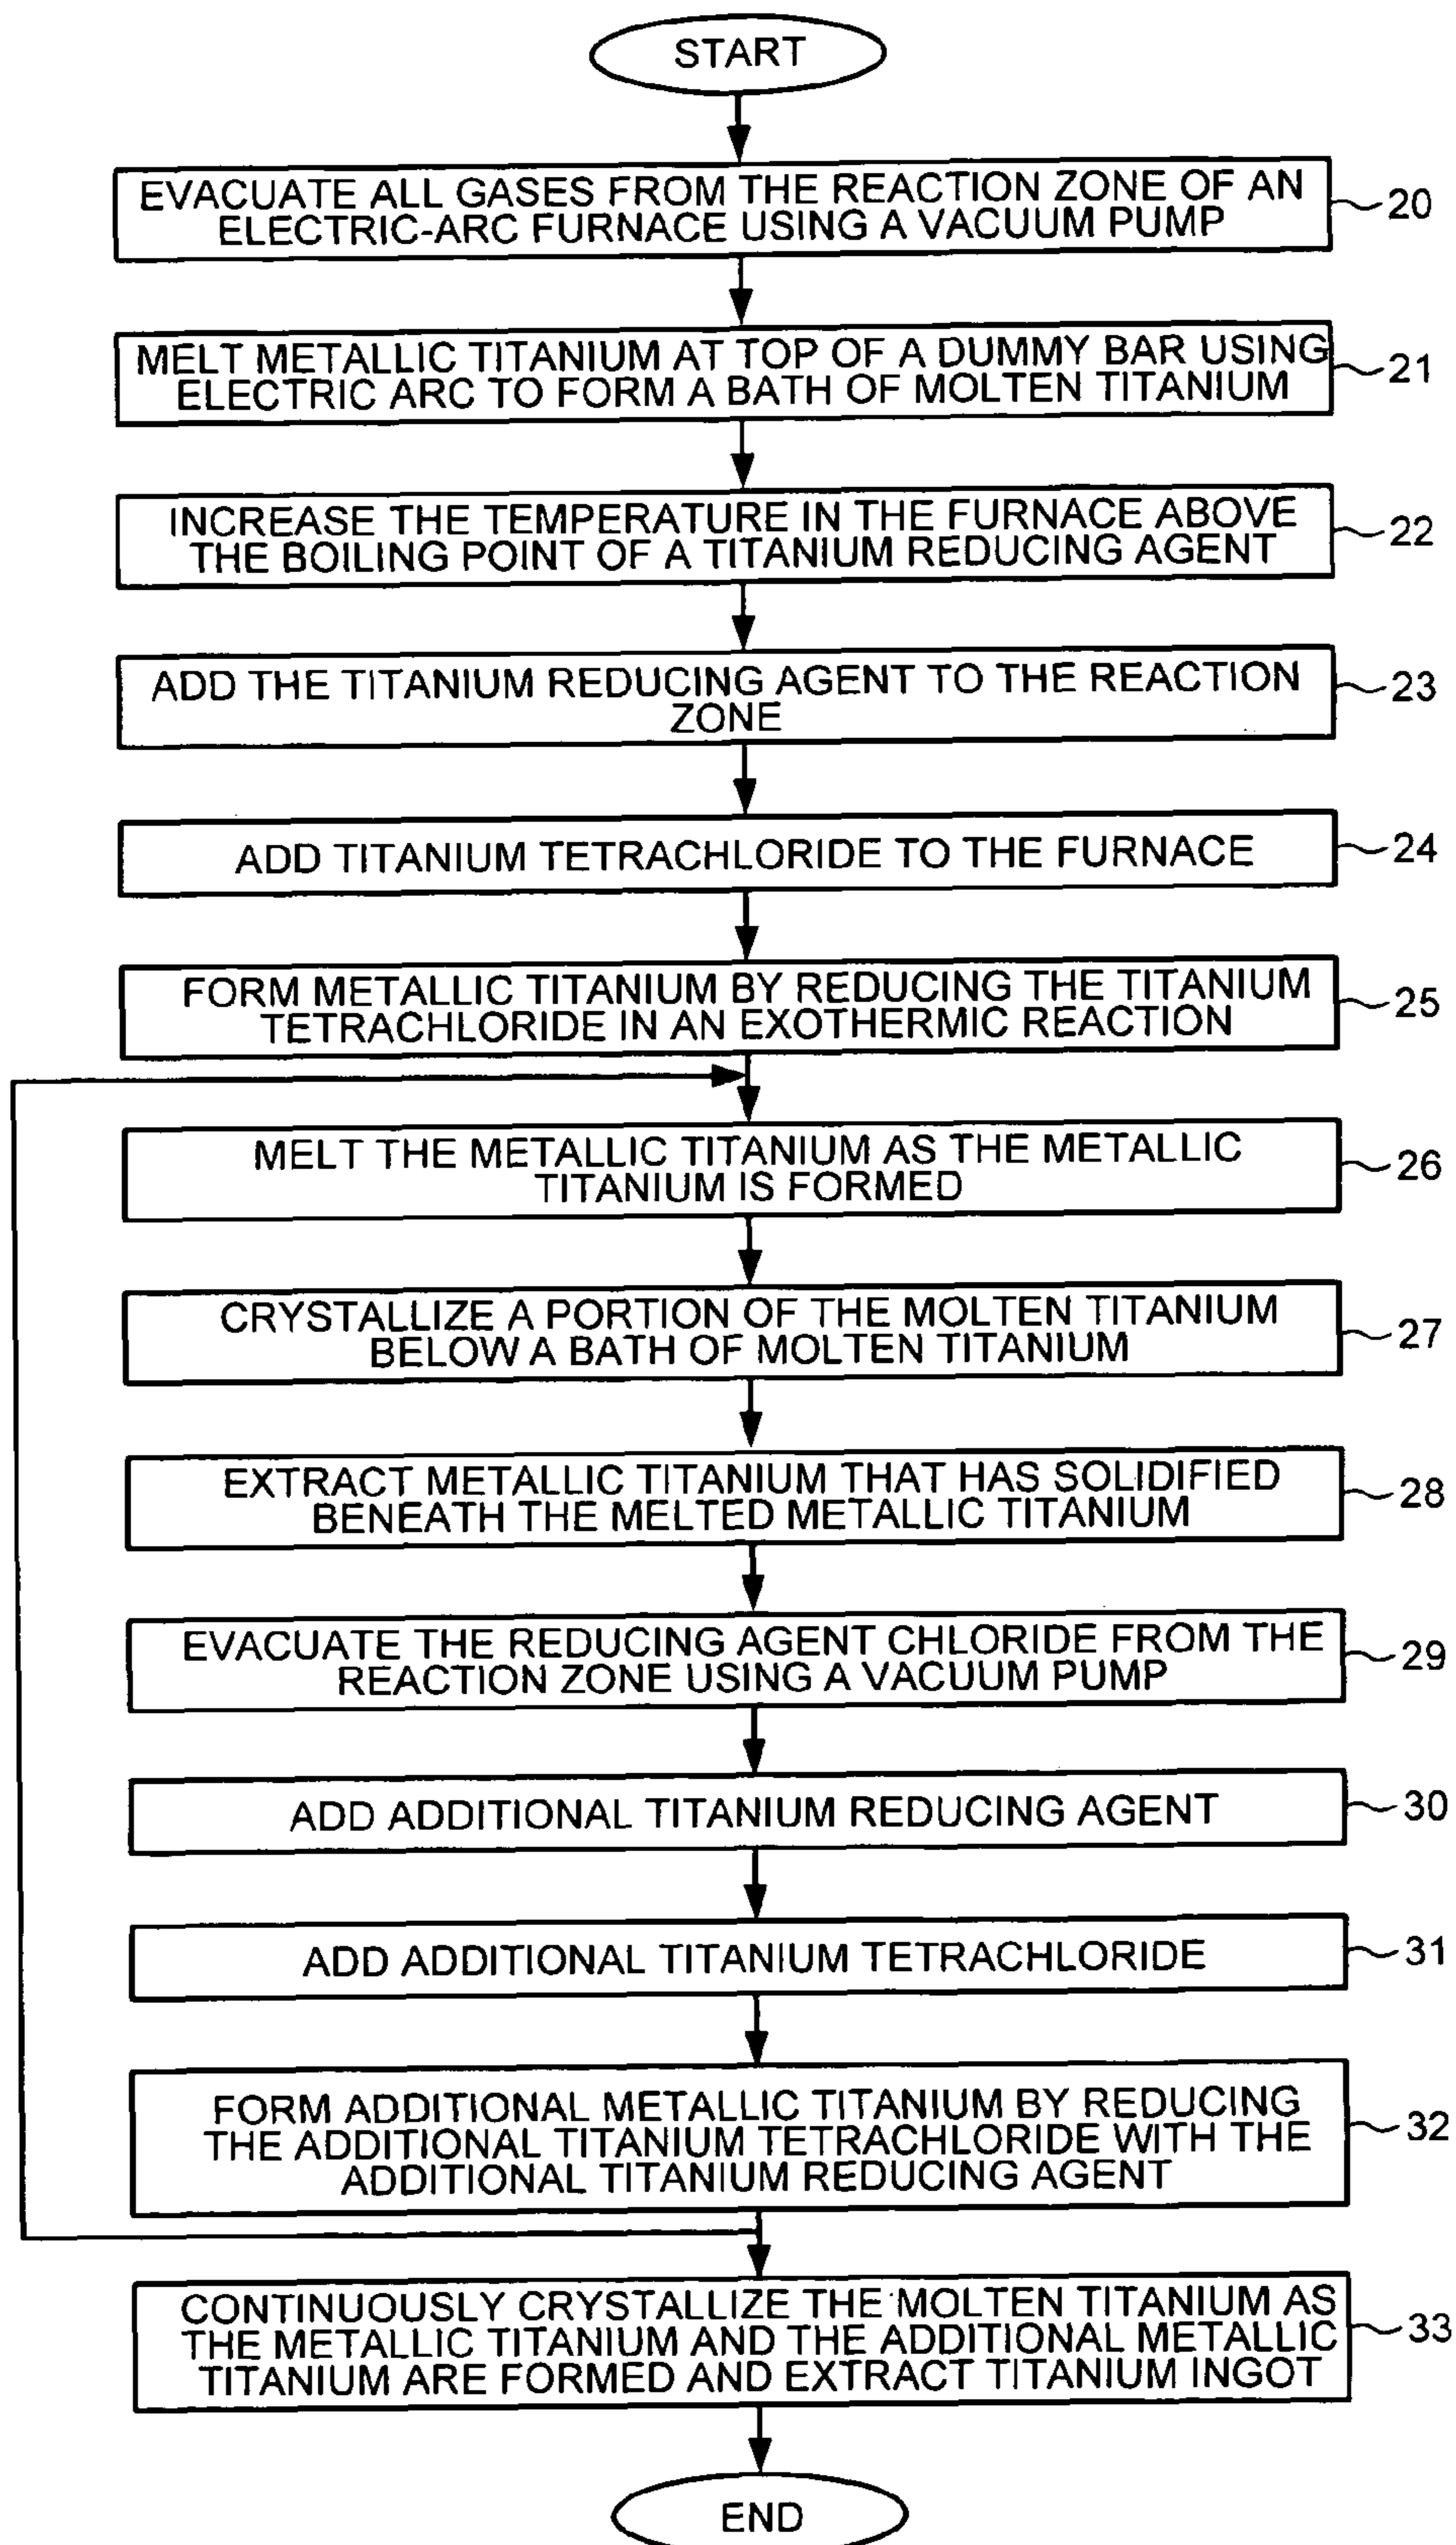 START
EVACUATE ALL GASES FROM THE REACTION ZONE OF AN
ELECTRIC-ARC FURNACE USING A VACUUM PUMP
20
MELT METALLIC TITANIUM AT TOP OF A DUMMY BAR USING
ELECTRIC ARC TO FORM A BATH OF MOLTEN TITANIUM
21
INCREASE THE TEMPERATURE IN THE FURNACE ABOVE
THE BOILING POINT OF A TITANIUM REDUCING AGENT
22
ADD THE TITANIUM REDUCING AGENT TO THE REACTION
ZONE
23
ADD TITANIUM TETRACHLORIDE TO THE FURNACE
24
FORM METALLIC TITANIUM BY REDUCING THE TITANIUM
TETRACHLORIDE IN AN EXOTHERMIC REACTION
25
MELT THE METALLIC TITANIUM AS THE METALLIC
TITANIUM IS FORMED
26
CRYSTALLIZE A PORTION OF THE MOLTEN TITANIUM
BELOW A BATH OF MOLTEN TITANIUM
27
EXTRACT METALLIC TITANIUM THAT HAS SOLIDIFIED
BENEATH THE MELTED METALLIC TITANIUM
28
EVACUATE THE REDUCING AGENT CHLORIDE FROM THE
REACTION ZONE USING A VACUUM PUMP
29
ADD ADDITIONAL TITANIUM REDUCING AGENT
30
ADD ADDITIONAL TITANIUM TETRACHLORIDE
31
FORM ADDITIONAL METALLIC TITANIUM BY REDUCING
THE ADDITIONAL TITANIUM TETRACHLORIDE WITH THE
ADDITIONAL TITANIUM REDUCING AGENT
32
CONTINUOUSLY CRYSTALLIZE THE MOLTEN TITANIUM AS
THE METALLIC TITANIUM AND THE ADDITIONAL METALLIC
TITANIUM ARE FORMED AND EXTRACT TITANIUM INGOT
33
END